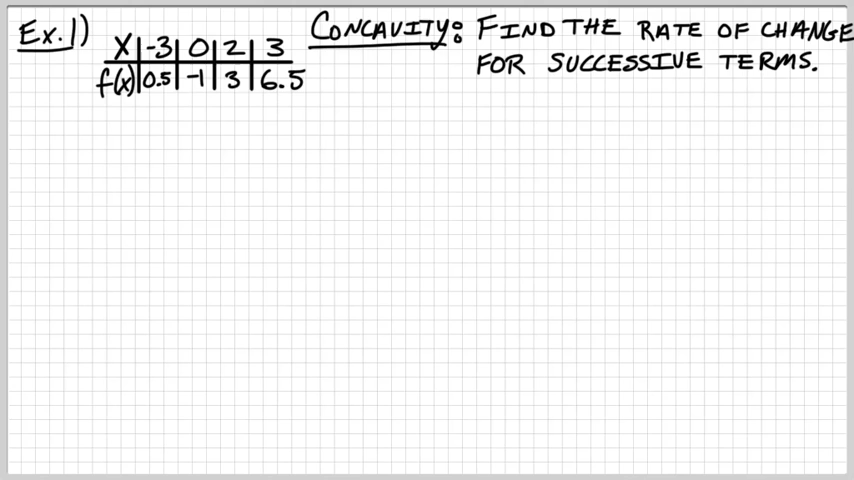 Ex. 1)
X | -3 | 0 | 2 | 3
f(x) | 0.5 | -1 | 3 | 6.5
CONCAVITY: FIND THE RATE OF CHANGE
FOR SUCCESSIVE TERMS.